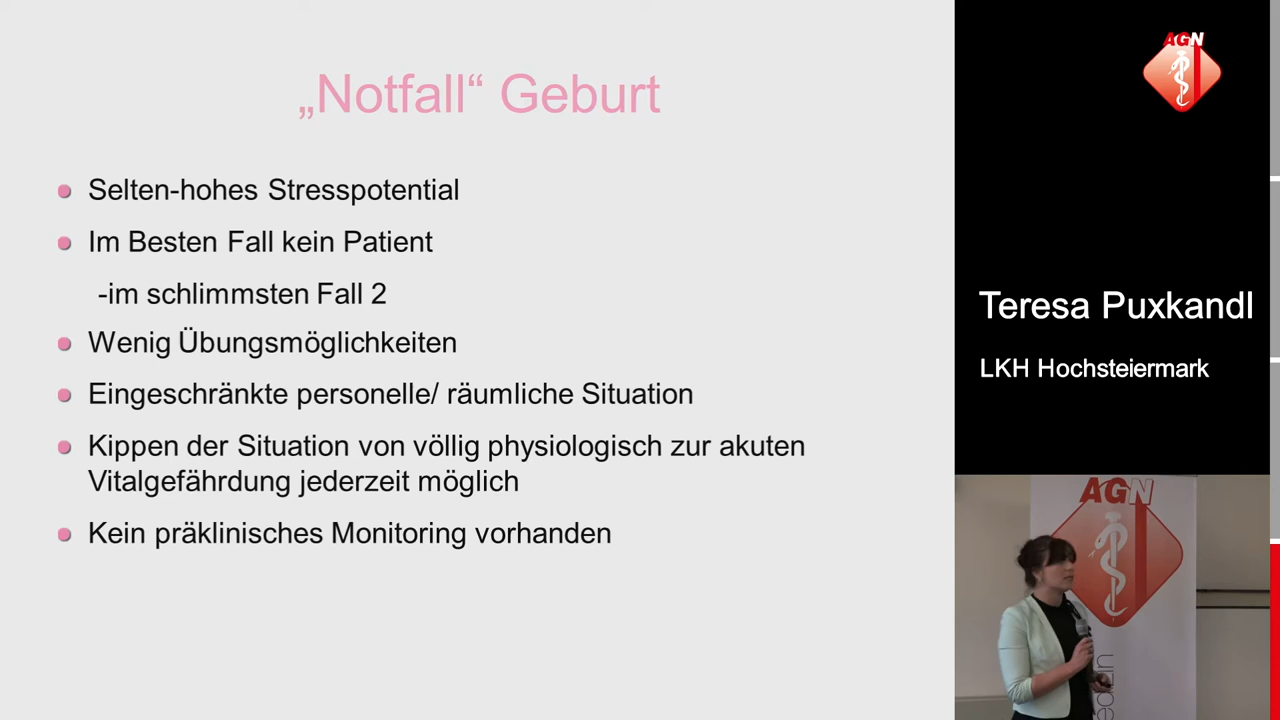 „Notfall“ Geburt
Selten-hohes Stresspotential
Im Besten Fall kein Patient
-im schlimmsten Fall 2
Wenig Übungsmöglichkeiten
Eingeschränkte personelle/ räumliche Situation
Kippen der Situation von völlig physiologisch zur akuten
Vitalgefährdung jederzeit möglich
Kein präklinisches Monitoring vorhanden
AGN
Teresa Puxkandl
LKH Hochsteiermark
AGN